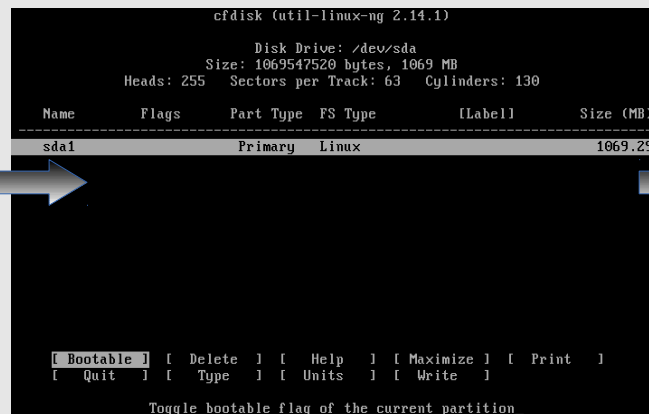 cfdisk (util-linux-ng 2.14.1)
Disk Drive: /dev/sda
Size: 1069547520 bytes, 1069 MB
Heads: 255 Sectors per Track: 63 Cylinders: 130
Name Flags Part Type FS Type [Label] Size (MB)
sda1 Primary Linux 1069.29
[ Bootable ] [ Delete ] [ Help ] [ Maximize ] [ Print ]
[ Quit ] [ Type ] [ Units ] [ Write ]
Toggle bootable flag of the current partition